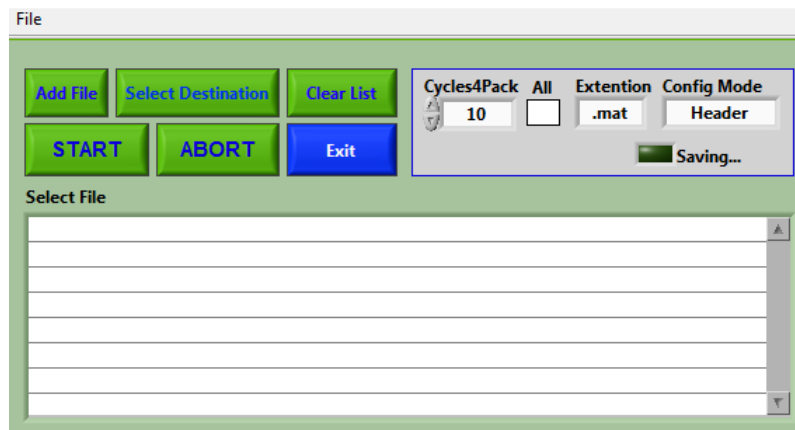 File
Add File Select Destination Clear List
Cycles4Pack All Extention Config Mode
10 .mat Header
START ABORT Exit
Saving...
Select File